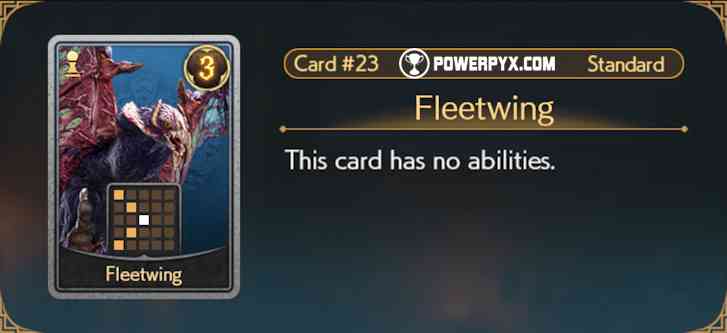 3
Card #23 POWERPYX.COM Standard
Fleetwing
This card has no abilities.
Fleetwing